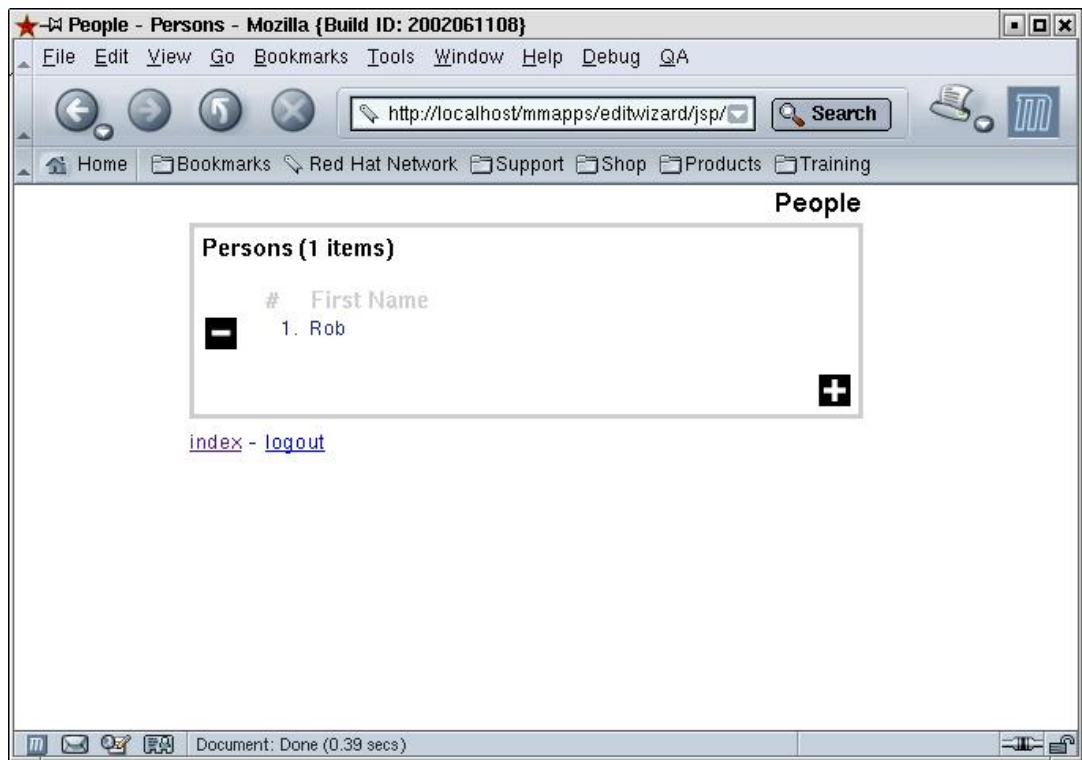 People - Persons - Mozilla {Build ID: 2002061108}
File Edit View Go Bookmarks Tools Window Help Debug QA
http://localhost/mmapps/editwizard/jsp/ Search
Home Bookmarks Red Hat Network Support Shop Products Training
People
Persons (1 items)
# First Name
1. Rob
index - logout
Document: Done (0.39 secs)